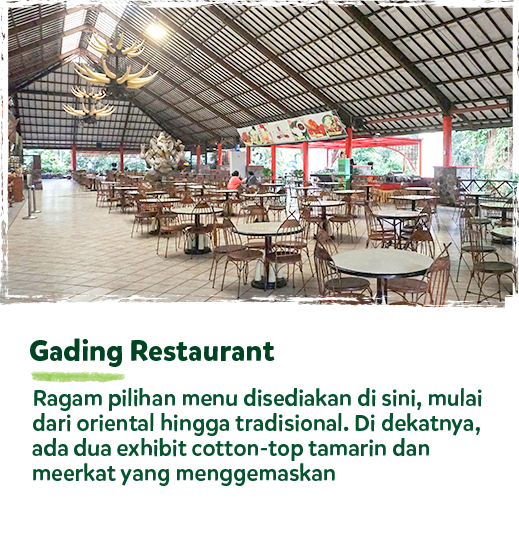 Gading Restaurant
Ragam pilihan menu disediakan di sini, mulai
dari oriental hingga tradisional. Di dekatnya,
ada dua exhibit cotton-top tamarin dan
meerkat yang menggemaskan